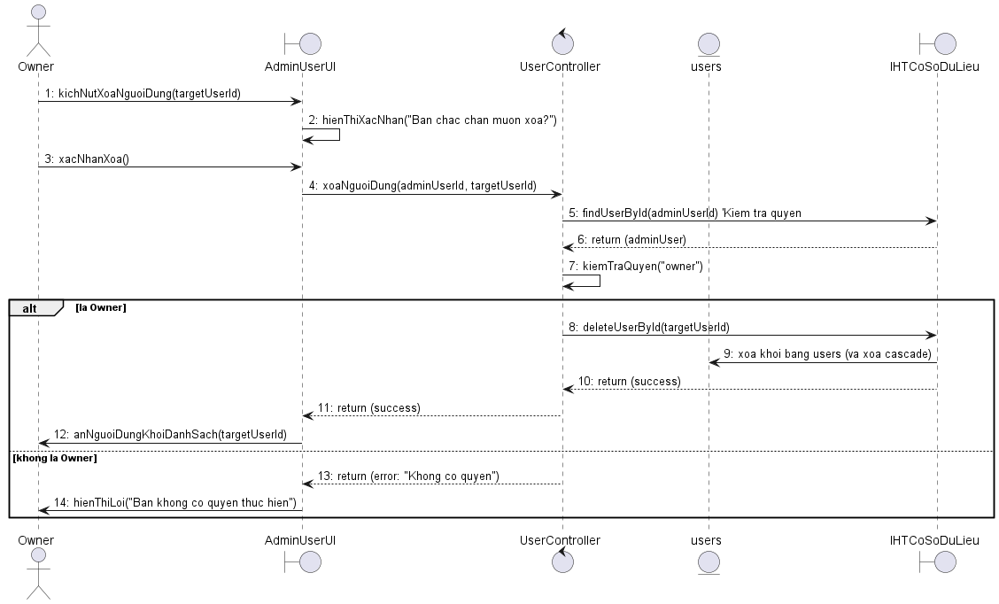 Owner
AdminUserUI
UserController
users
IHTCoSoDuLieu
1: kichNutXoaNguoiDung(targetUserId)
2: hienThiXacNhan("Ban chac chan muon xoa?")
3: xacNhanXoa()
4: xoaNguoiDung(adminUserId, targetUserId)
5: findUserById(adminUserId) 'Kiem tra quyen
6: return (adminUser)
7: kiemTraQuyen("owner")
alt [la Owner]
8: deleteUserById(targetUserId)
9: xoa khoi bang users (va xoa cascade)
10: return (success)
11: return (success)
12: anNguoiDungKhoiDanhSach(targetUserId)
[khong la Owner]
13: return (error: "Khong co quyen")
14: hienThiLoi("Ban khong co quyen thuc hien")
Owner
AdminUserUI
UserController
users
IHTCoSoDuLieu